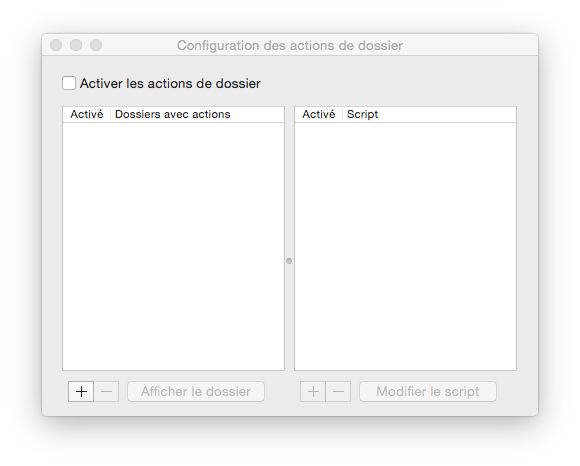 Configuration des actions de dossier
Activer les actions de dossier
Activé Dossiers avec actions Activé Script
Afficher le dossier Modifier le script